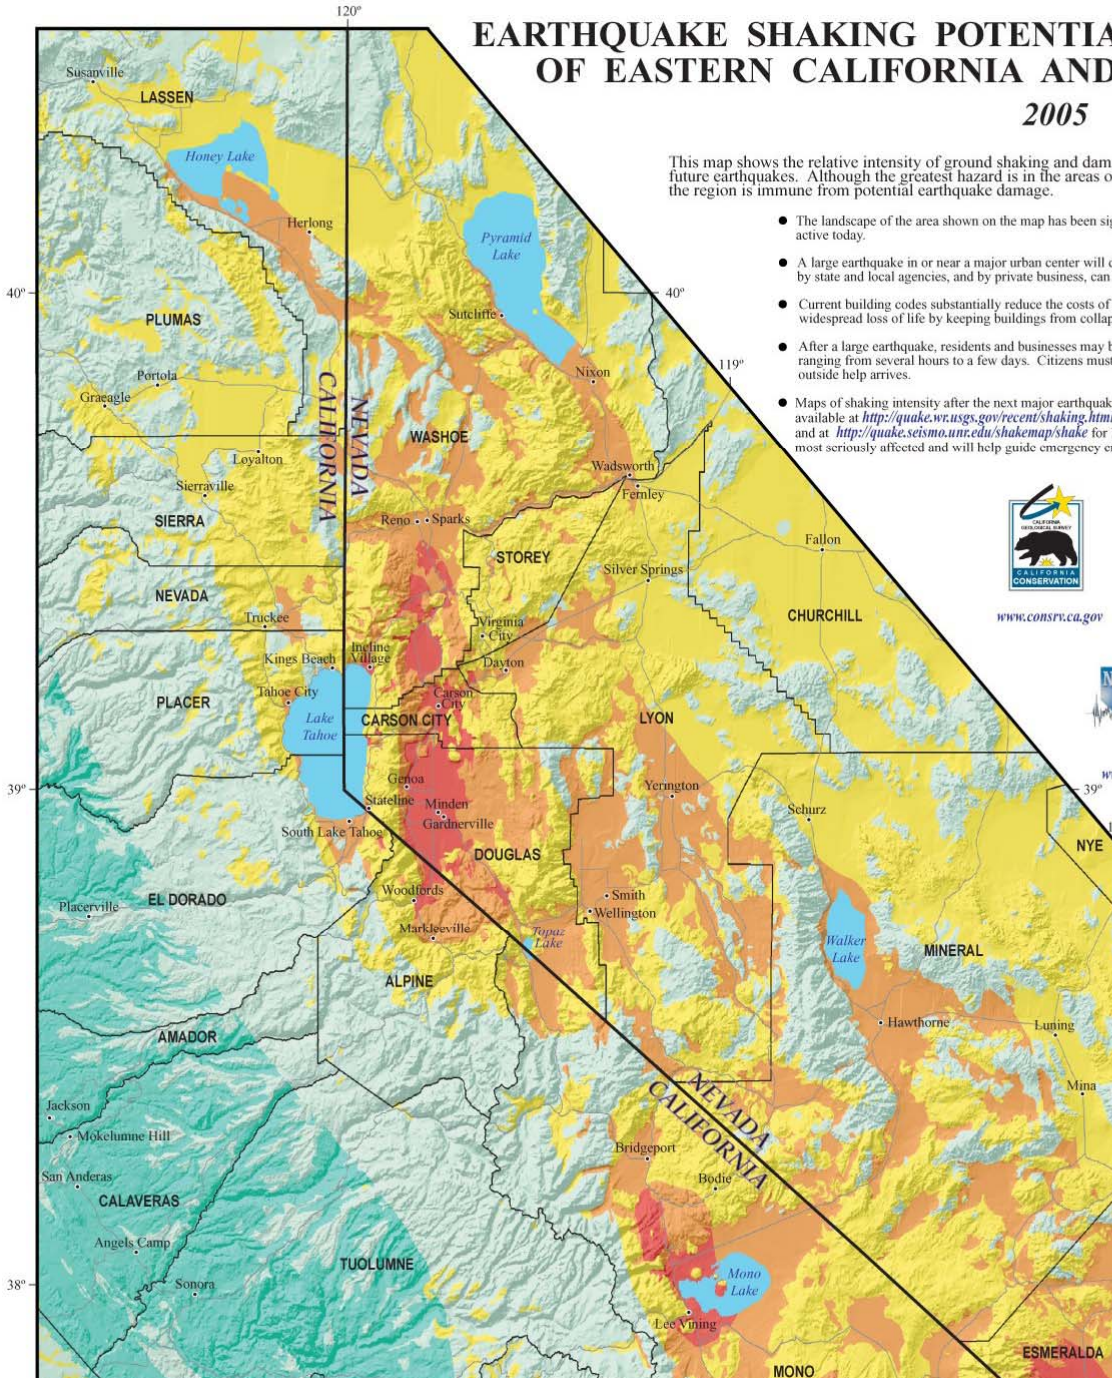 120°
EARTHQUAKE SHAKING POTENTIA
OF EASTERN CALIFORNIA AND
2005
This map shows the relative intensity of ground shaking and dam
future earthquakes. Although the greatest hazard is in the areas o
the region is immune from potential earthquake damage.
● The landscape of the area shown on the map has been sig
active today.
● A large earthquake in or near a major urban center will c
by state and local agencies, and by private business, can
● Current building codes substantially reduce the costs of
widespread loss of life by keeping buildings from collap
● After a large earthquake, residents and businesses may b
ranging from several hours to a few days. Citizens must
outside help arrives.
● Maps of shaking intensity after the next major earthquak
available at http://quake.wr.usgs.gov/recent/shaking.html
and at http://quake.seismo.unr.edu/shakemap/shake for
most seriously affected and will help guide emergency er
CALIFORNIA
GEOLOGICAL SURVEY
CALIFORNIA
CONSERVATION
www.consrv.ca.gov
N
w
Susanville
LASSEN
Honey Lake
Herlong
Pyramid
Lake
40°
40°
Sutcliffe
PLUMAS
119°
Nixon
Portola
Graeagle
CALIFORNIA
NEVADA
WASHOE
Loyalton
Wadsworth
Sierraville
Fernley
SIERRA
Reno
Sparks
Fallon
STOREY
Silver Springs
NEVADA
CHURCHILL
Truckee
Virginia
City
Kings Beach
Incline
Village
Dayton
Tahoe City
PLACER
Carson
City
Lake
Tahoe
CARSON CITY
LYON
39°
Genoa
Yerington
39°
Stateline
Minden
Schurz
Gardnerville
South Lake Tahoe
NYE
DOUGLAS
Woodfords
EL DORADO
Smith
Placerville
Wellington
Markleeville
Topaz
Lake
Walker
Lake
MINERAL
ALPINE
AMADOR
Hawthorne
Luning
NEVADA
CALIFORNIA
Mina
Jackson
Mokelumne Hill
Bridgeport
San Anderas
Bodie
CALAVERAS
Angels Camp
TUOLUMNE
38°
Sonora
Mono
Lake
Lee Vining
ESMERALDA
MONO